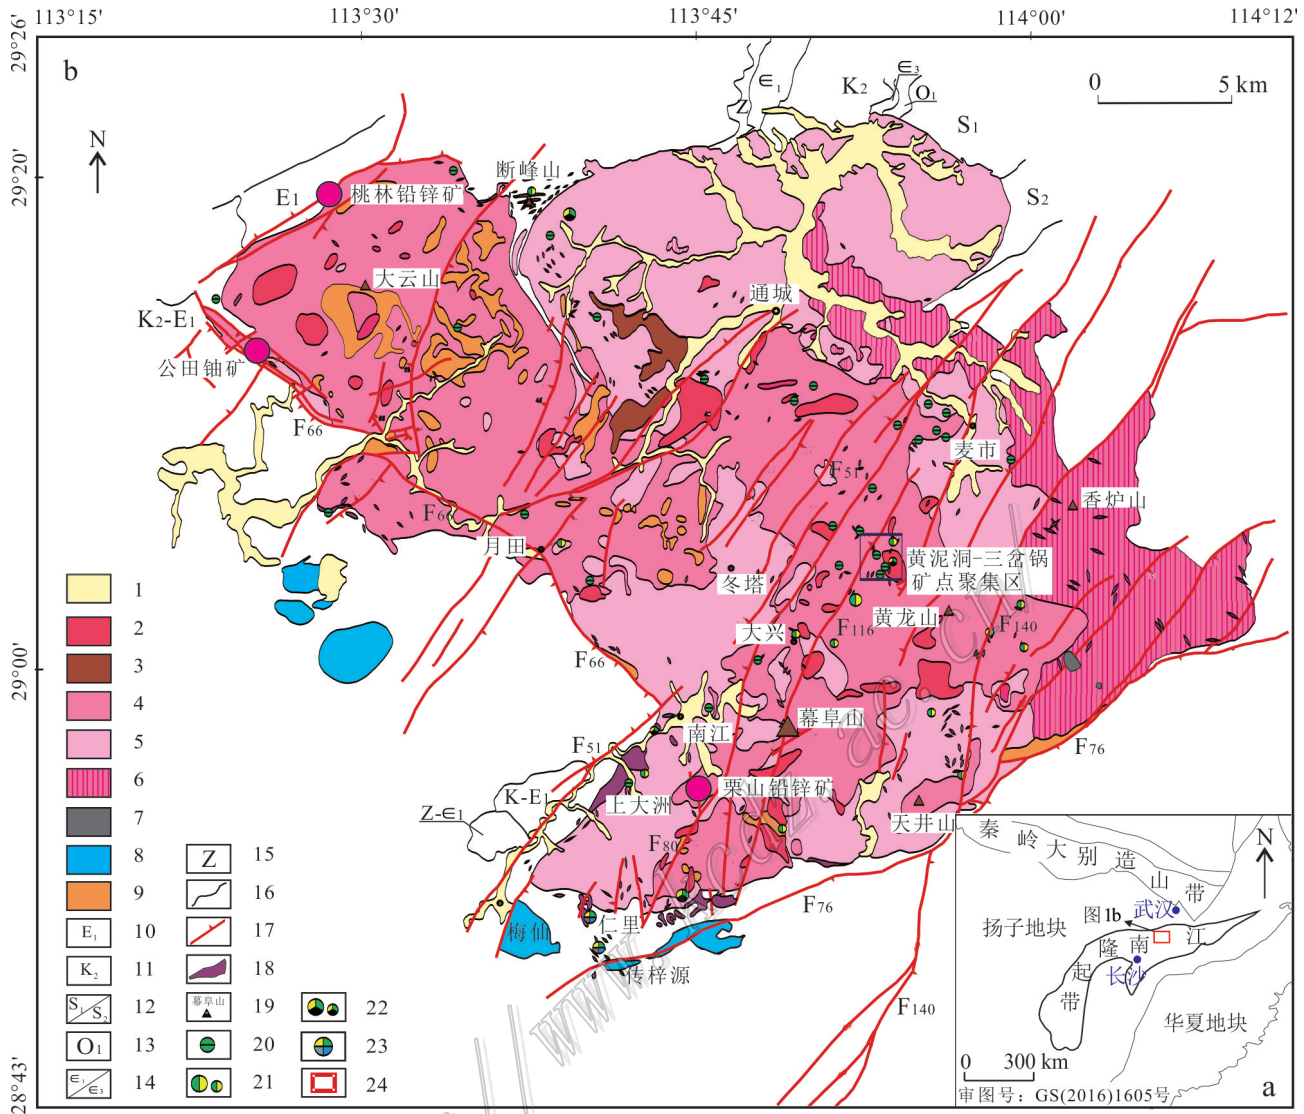 113°15'
113°30'
113°45'
114°00'
114°12'
29°26'
29°20'
29°00'
28°43'
b
N
0
5 km
Z
∈1
K2
∈3
O1
S1
S2
断峰山
E1
桃林铅锌矿
大云山
K2-E1
公田铀矿
通城
F66
F51
麦市
香炉山
F66
月田
冬塔
黄泥洞-三岔锅
矿点聚集区
黄龙山
大兴
F116
F140
F66
幕阜山
南江
F51
F76
K-E1
上大洲
栗山铅锌矿
Z-∈1
天井山
F80
F76
仁里
梅仙
传梓源
F140
1
2
3
4
5
6
7
8
9
E1 10
K2 11
S1 S2 12
O1 13
∈1 ∈3 14
Z 15
16
17
18
幕阜山 19
20
21
22
23
24
秦岭大别造山带
N
武汉
图1b
扬子地块
江南隆起带
长沙
华夏地块
0
300 km
审图号：GS(2016)1605号
a